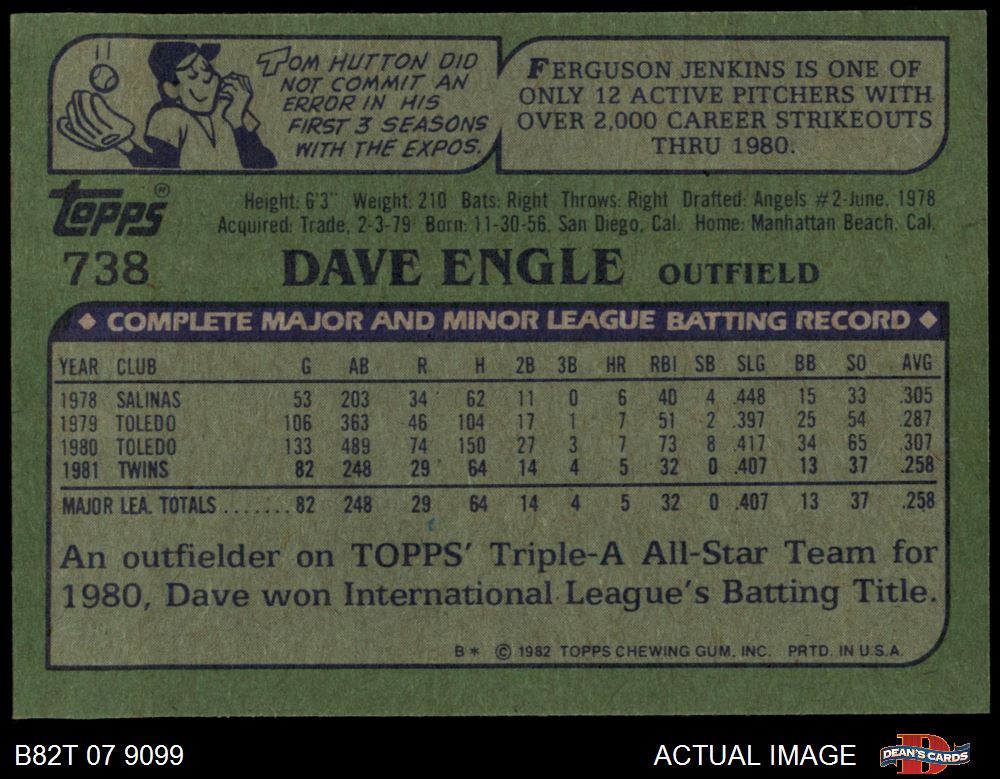 TOM HUTTON DID
NOT COMMIT AN
ERROR IN HIS
FIRST 3 SEASONS
WITH THE EXPOS.
FERGUSON JENKINS IS ONE OF
ONLY 12 ACTIVE PITCHERS WITH
OVER 2,000 CAREER STRIKEOUTS
THRU 1980.
topps®
Height: 6'3" Weight: 210 Bats: Right Throws: Right Drafted: Angels #2-June, 1978
Acquired: Trade, 2-3-79 Born: 11-30-56, San Diego, Cal. Home: Manhattan Beach, Cal.
738 DAVE ENGLE OUTFIELD
◆ COMPLETE MAJOR AND MINOR LEAGUE BATTING RECORD ◆
YEAR CLUB G AB R H 2B 3B HR RBI SB SLG BB SO AVG
1978 SALINAS 53 203 34 62 11 0 6 40 4 .448 15 33 .305
1979 TOLEDO 106 363 46 104 17 1 7 51 2 .397 25 54 .287
1980 TOLEDO 133 489 74 150 27 3 7 73 8 .417 34 65 .307
1981 TWINS 82 248 29 64 14 4 5 32 0 .407 13 37 .258
MAJOR LEA. TOTALS .......82 248 29 64 14 4 5 32 0 .407 13 37 .258
An outfielder on TOPPS' Triple-A All-Star Team for
1980, Dave won International League's Batting Title.
B* © 1982 TOPPS CHEWING GUM, INC. PRTD. IN U.S.A.
B82T 07 9099 ACTUAL IMAGE DEAN'S CARDS